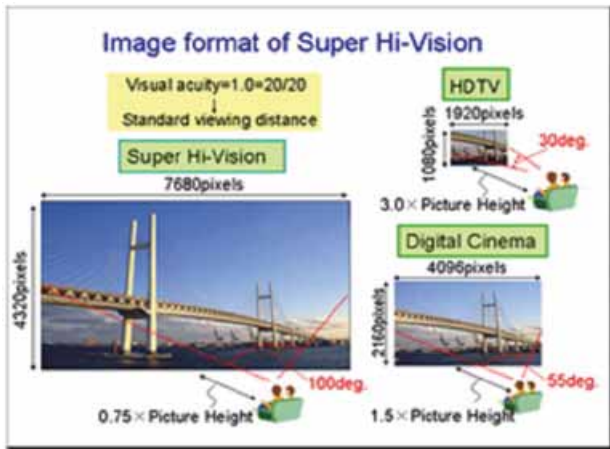 Image format of Super Hi-Vision
Visual acuity=1.0=20/20
↓
Standard viewing distance
Super Hi-Vision
7680pixels
4320pixels
100deg.
0.75×Picture Height
HDTV
1920pixels
1080pixels
30deg.
3.0×Picture Height
Digital Cinema
4096pixels
2160pixels
55deg.
1.5×Picture Height